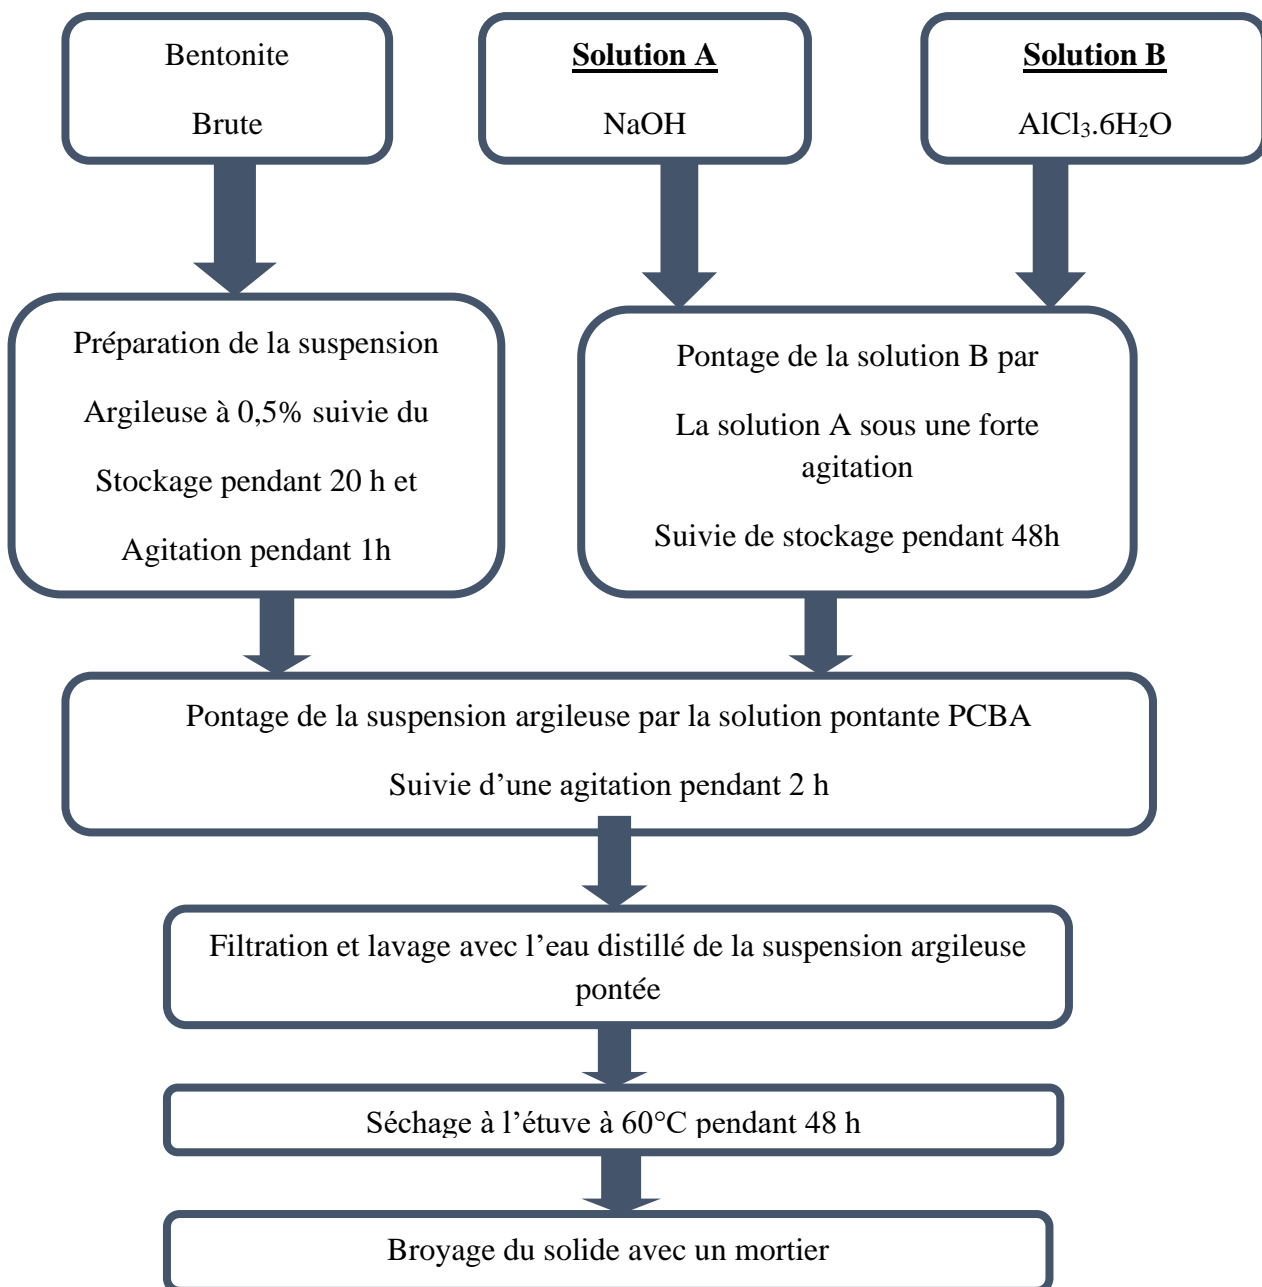 Bentonite
Brute
Solution A
NaOH
Solution B
AlCl₃.6H₂O
Préparation de la suspension
Argileuse à 0,5% suivie du
Stockage pendant 20 h et
Agitation pendant 1h
Pontage de la solution B par
La solution A sous une forte
agitation
Suivie de stockage pendant 48h
Pontage de la suspension argileuse par la solution pontante PCBA
Suivie d’une agitation pendant 2 h
Filtration et lavage avec l’eau distillé de la suspension argileuse
pontée
Séchage à l’étuve à 60°C pendant 48 h
Broyage du solide avec un mortier